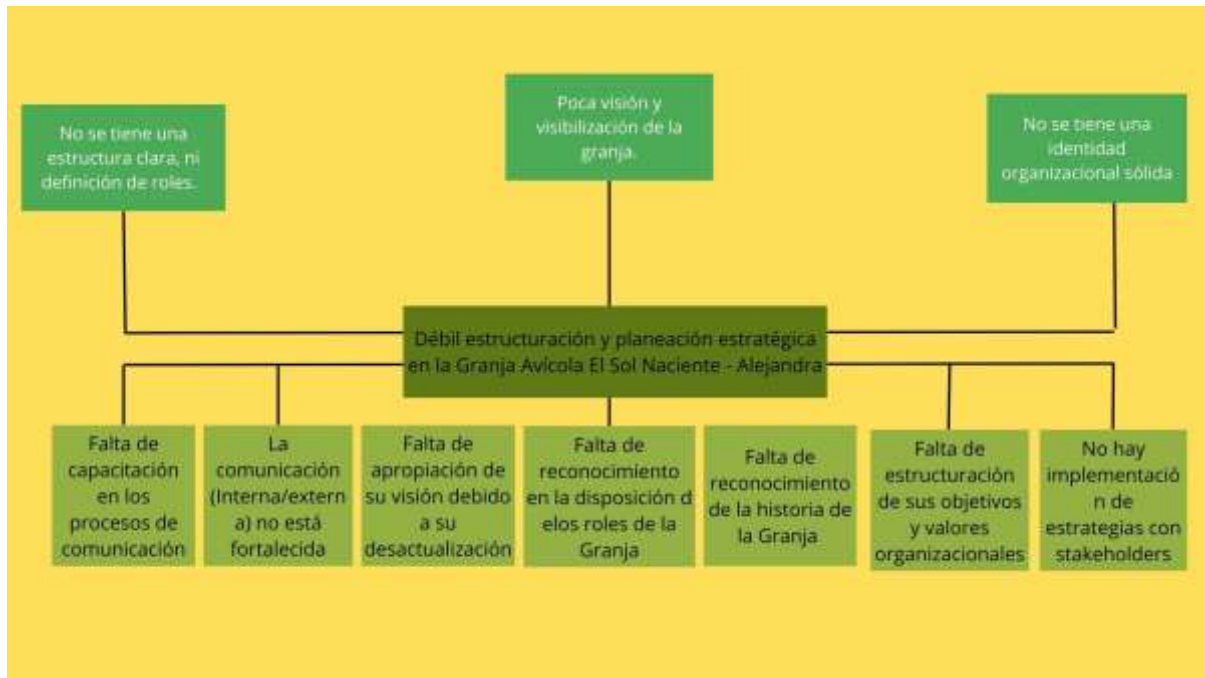 No se tiene una
estructura clara, ni
definición de roles.
Poca visión y
visibilización de la
granja.
No se tiene una
identidad
organizacional sólida
Débil estructuración y planeación estratégica
en la Granja Avícola El Sol Naciente - Alejandra
Falta de
capacitación
en los
procesos de
comunicación
La
comunicación
(Interna/extern
a) no está
fortalecida
Falta de
apropiación de
su visión debido
a su
desactualización
Falta de
reconocimiento
en la disposición d
elos roles de la
Granja
Falta de
reconocimiento
de la historia de
la Granja
Falta de
estructuración
de sus objetivos
y valores
organizacionales
No hay
implementació
n de
estrategias con
stakeholders